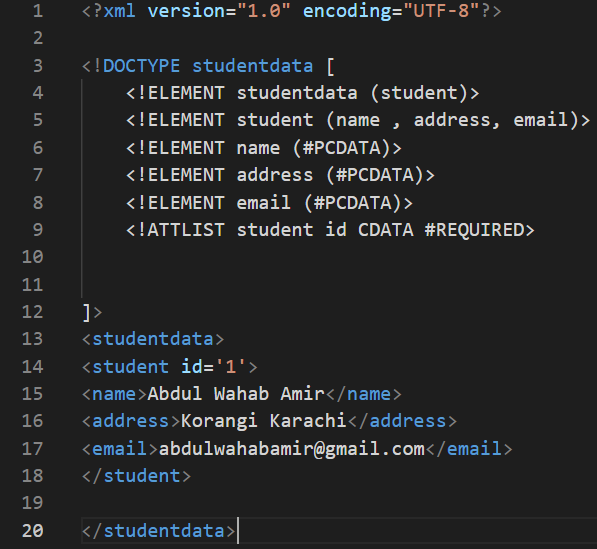 1 <?xml version="1.0" encoding="UTF-8"?>
2
3 <!DOCTYPE studentdata [
4 <!ELEMENT studentdata (student)>
5 <!ELEMENT student (name , address, email)>
6 <!ELEMENT name (#PCDATA)>
7 <!ELEMENT address (#PCDATA)>
8 <!ELEMENT email (#PCDATA)>
9 <!ATTLIST student id CDATA #REQUIRED>
10
11
12 ]>
13 <studentdata>
14 <student id='1'>
15 <name>Abdul Wahab Amir</name>
16 <address>Korangi Karachi</address>
17 <email>abdulwahabamir@gmail.com</email>
18 </student>
19
20 </studentdata>